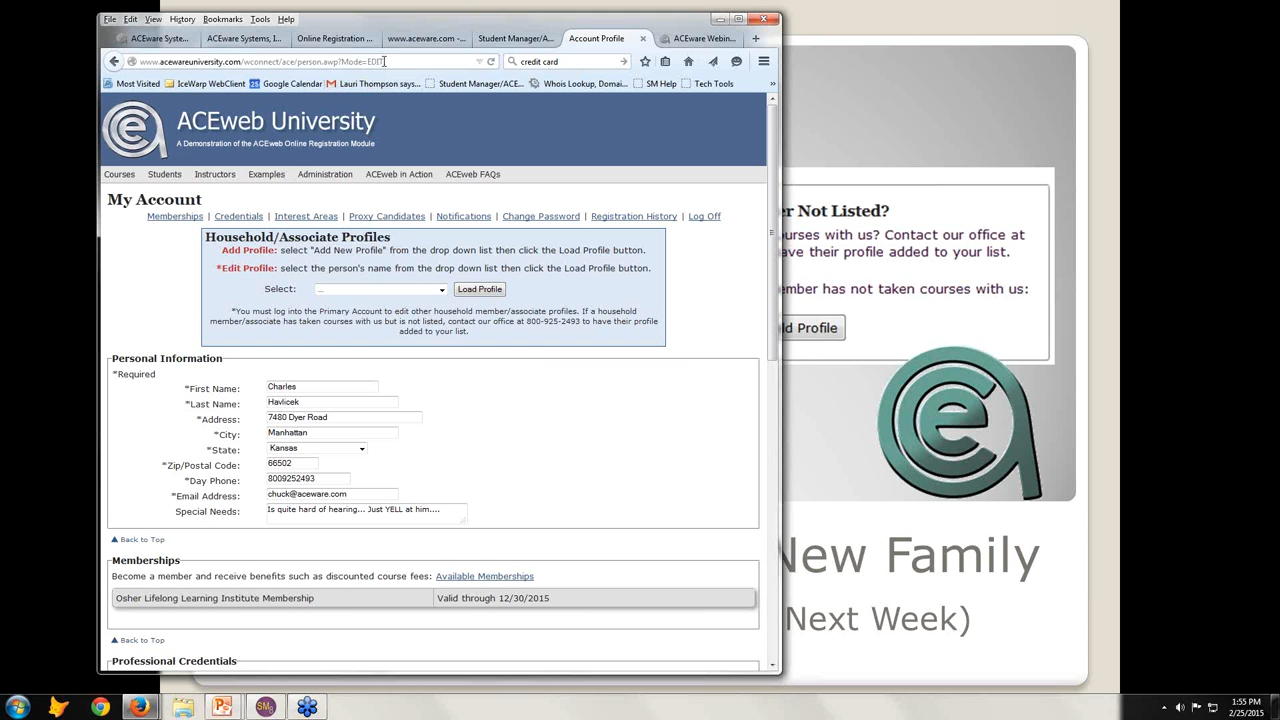 File Edit View History Bookmarks Tools Help
ACEware Syste... ACEware Systems, I... Online Registration ... www.aceware.com -... Student Manager/A... Account Profile ACEware Webin...
www.acewareuniversity.com/wconnect/ace/person.awp?Mode=EDIT credit card
Most Visited IceWarp WebClient Google Calendar Lauri Thompson says... Student Manager/ACE... Whois Lookup, Domai... SM Help Tech Tools
ACEweb University
A Demonstration of the ACEweb Online Registration Module
Courses Students Instructors Examples Administration ACEweb in Action ACEweb FAQs
My Account
Memberships | Credentials | Interest Areas | Proxy Candidates | Notifications | Change Password | Registration History | Log Off
Household/Associate Profiles
Add Profile: select "Add New Profile" from the drop down list then click the Load Profile button.
*Edit Profile: select the person's name from the drop down list then click the Load Profile button.
Select: ... Load Profile
*You must log into the Primary Account to edit other household member/associate profiles. If a household
member/associate has taken courses with us but is not listed, contact our office at 800-925-2493 to have their profile
added to your list.
Personal Information
*Required
*First Name: Charles
*Last Name: Havlicek
*Address: 7480 Dyer Road
*City: Manhattan
*State: Kansas
*Zip/Postal Code: 66502
*Day Phone: 8009252493
*Email Address: chuck@aceware.com
Special Needs: Is quite hard of hearing... Just YELL at him....
Back to Top
Memberships
Become a member and receive benefits such as discounted course fees: Available Memberships
Osher Lifelong Learning Institute Membership Valid through 12/30/2015
Back to Top
Professional Credentials
er Not Listed?
ourses with us? Contact our office at
ave their profile added to your list.
ember has not taken courses with us:
d Profile
New Family
Next Week)
1:55 PM
2/25/2015